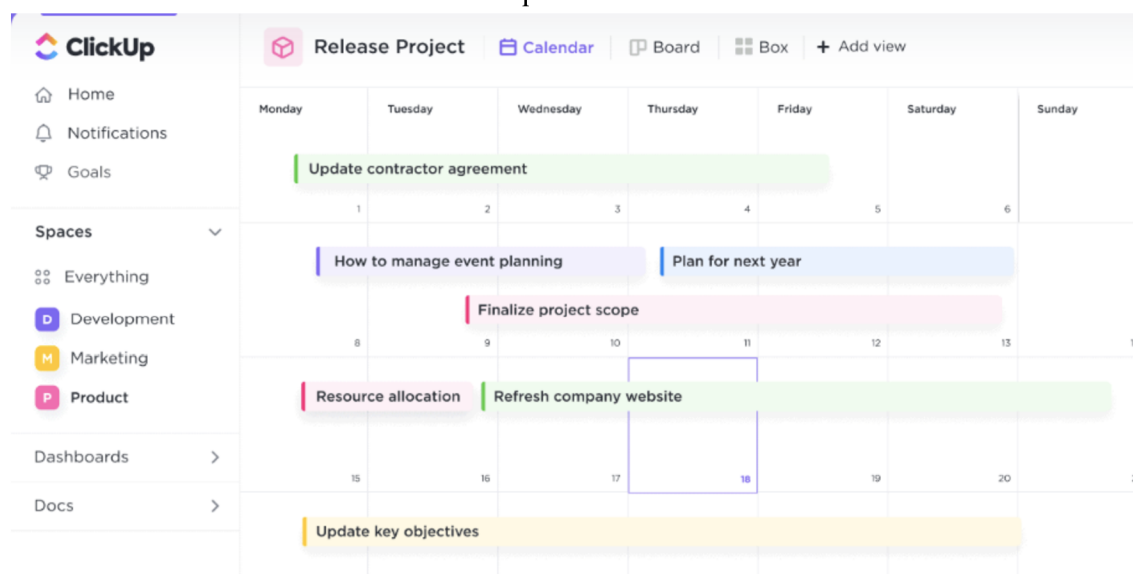 ClickUp
Release Project
Calendar
Board
Box
+ Add view
Home
Notifications
Goals
Spaces
Everything
D Development
M Marketing
P Product
Dashboards
Docs
Monday Tuesday Wednesday Thursday Friday Saturday Sunday
Update contractor agreement
1 2 3 4 5 6
How to manage event planning
Plan for next year
Finalize project scope
8 9 10 11 12 13
Resource allocation
Refresh company website
15 16 17 18 19 20
Update key objectives